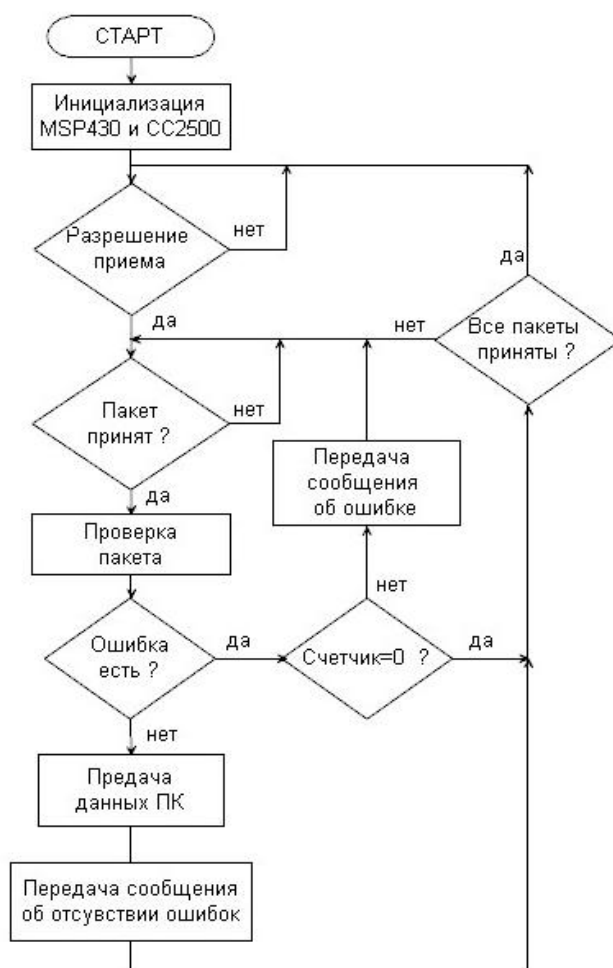 СТАРТ
Инициализация
MSP430 и CC2500
Разрешение
приема
нет
да
да
Все пакеты
приняты ?
нет
Пакет
принят ?
нет
да
Передача
сообщения
об ошибке
Проверка
пакета
нет
Ошибка
есть ?
да
Счетчик=0 ?
да
нет
Предача
данных ПК
Передача сообщения
об отсувствии ошибок